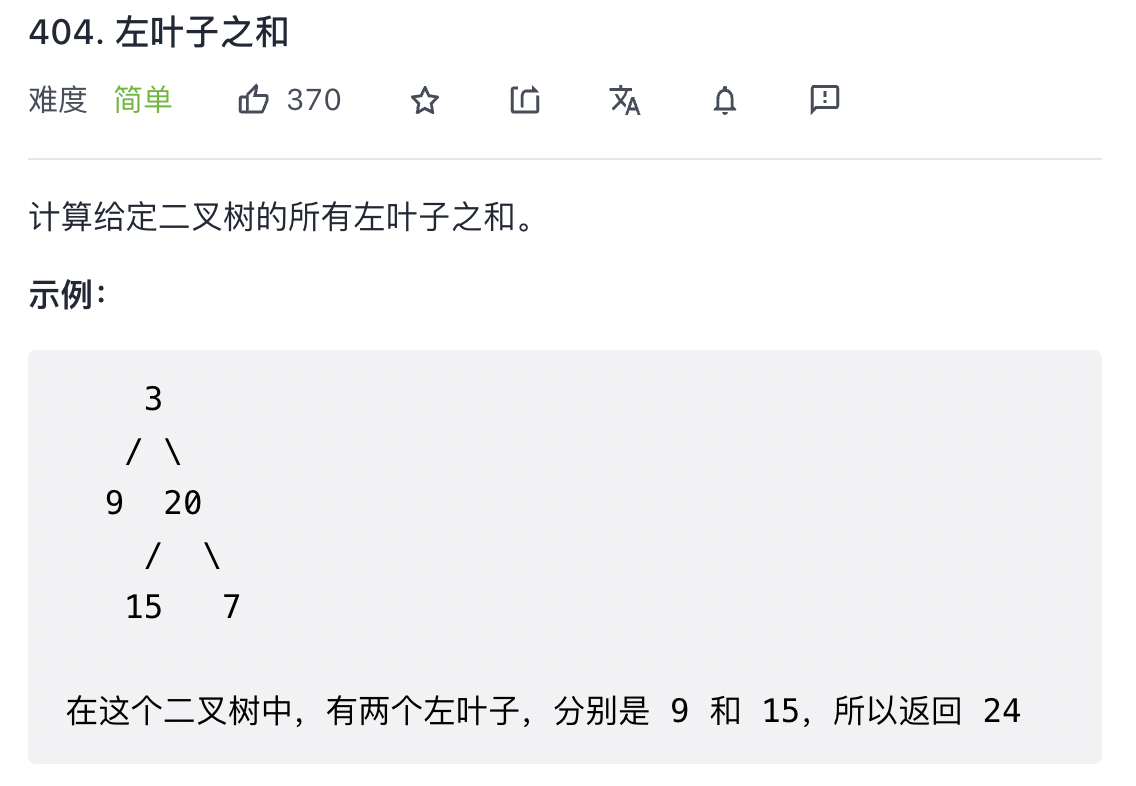 404. 左叶子之和
难度 简单 370
计算给定二叉树的所有左叶子之和。
示例：
3
/ \
9  20
/  \
15   7
在这个二叉树中，有两个左叶子，分别是 9 和 15，所以返回 24